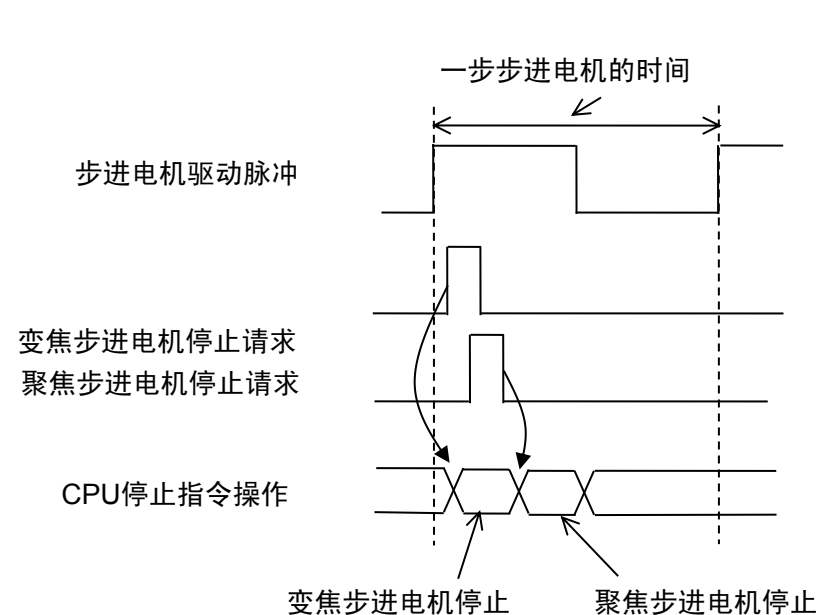 一步步进电机的时间
步进电机驱动脉冲
变焦步进电机停止请求
聚焦步进电机停止请求
CPU停止指令操作
变焦步进电机停止
聚焦步进电机停止